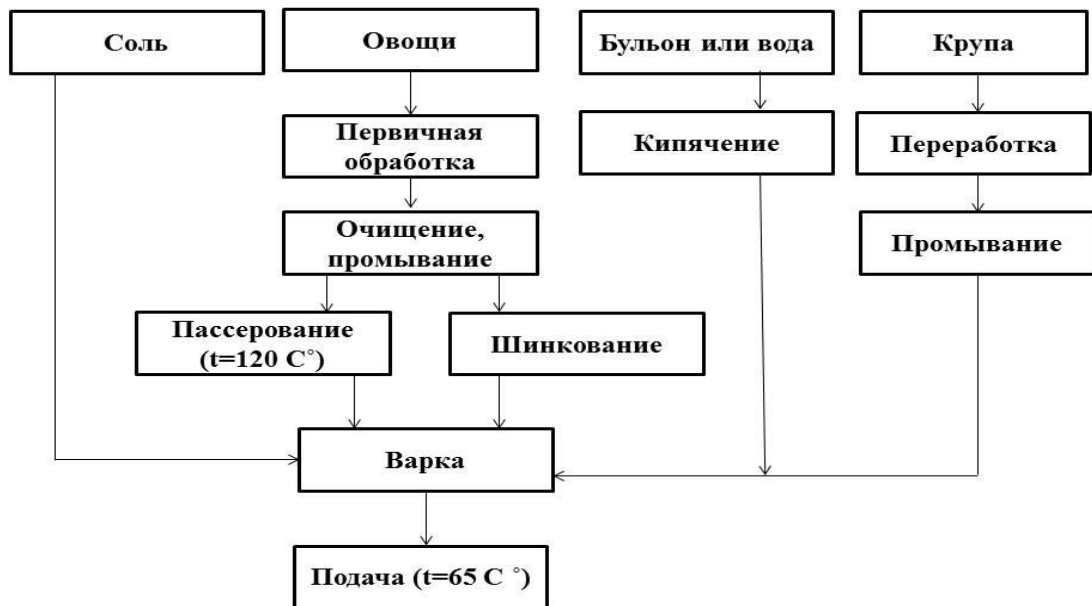 Соль
Овощи
Бульон или вода
Крупа
Первичная
обработка
Кипячение
Переработка
Очищение,
промывание
Промывание
Пассерование
(t=120 C˚)
Шинкование
Варка
Подача (t=65 C ˚)